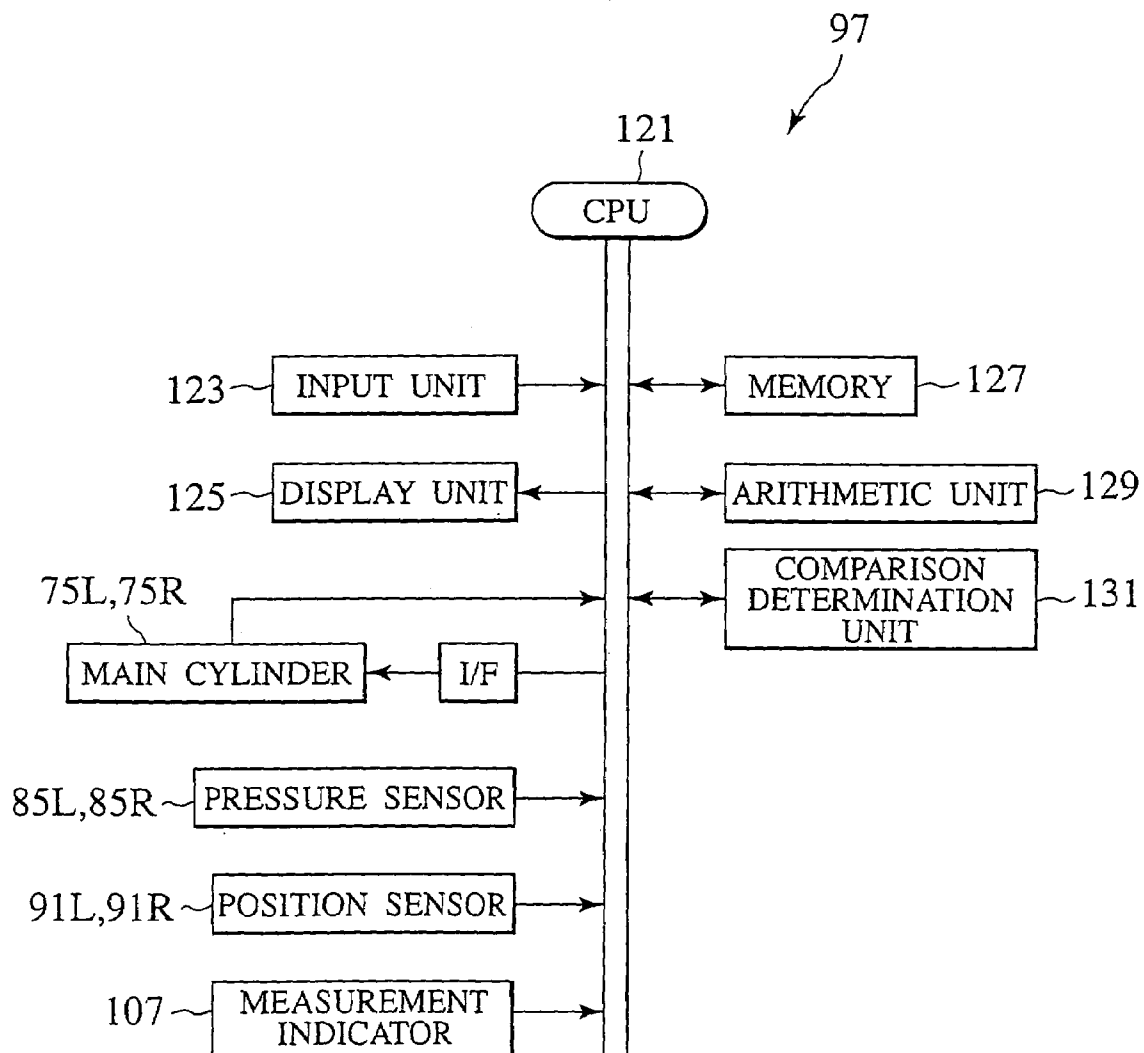 97
121
CPU
123
INPUT UNIT
MEMORY
127
125
DISPLAY UNIT
ARITHMETIC UNIT
129
75L,75R
MAIN CYLINDER
I/F
COMPARISON
DETERMINATION
UNIT
131
85L,85R
PRESSURE SENSOR
91L,91R
POSITION SENSOR
107
MEASUREMENT
INDICATOR